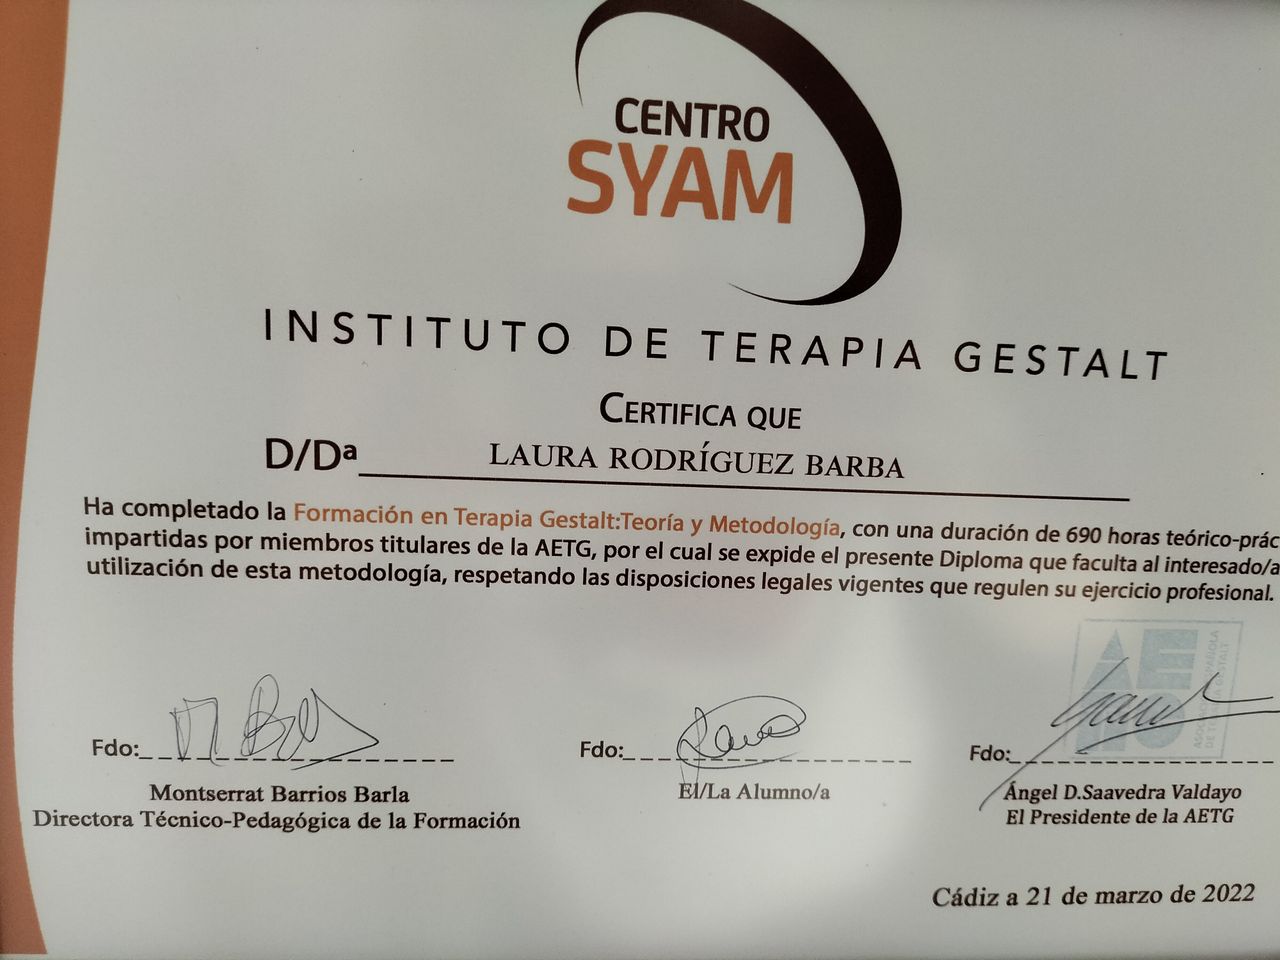 CENTRO
SYAM
INSTITUTO DE TERAPIA GESTALT
CERTIFICA QUE
D/Dª LAURA RODRÍGUEZ BARBA
Ha completado la Formación en Terapia Gestalt:Teoría y Metodología, con una duración de 690 horas teórico-prác
impartidas por miembros titulares de la AETG, por el cual se expide el presente Diploma que faculta al interesado/a
utilización de esta metodología, respetando las disposiciones legales vigentes que regulen su ejercicio profesional.
Fdo:
Montserrat Barrios Barla
Directora Técnico-Pedagógica de la Formación
Fdo:
El/La Alumno/a
Fdo:
Ángel D.Saavedra Valdayo
El Presidente de la AETG
Cádiz a 21 de marzo de 2022